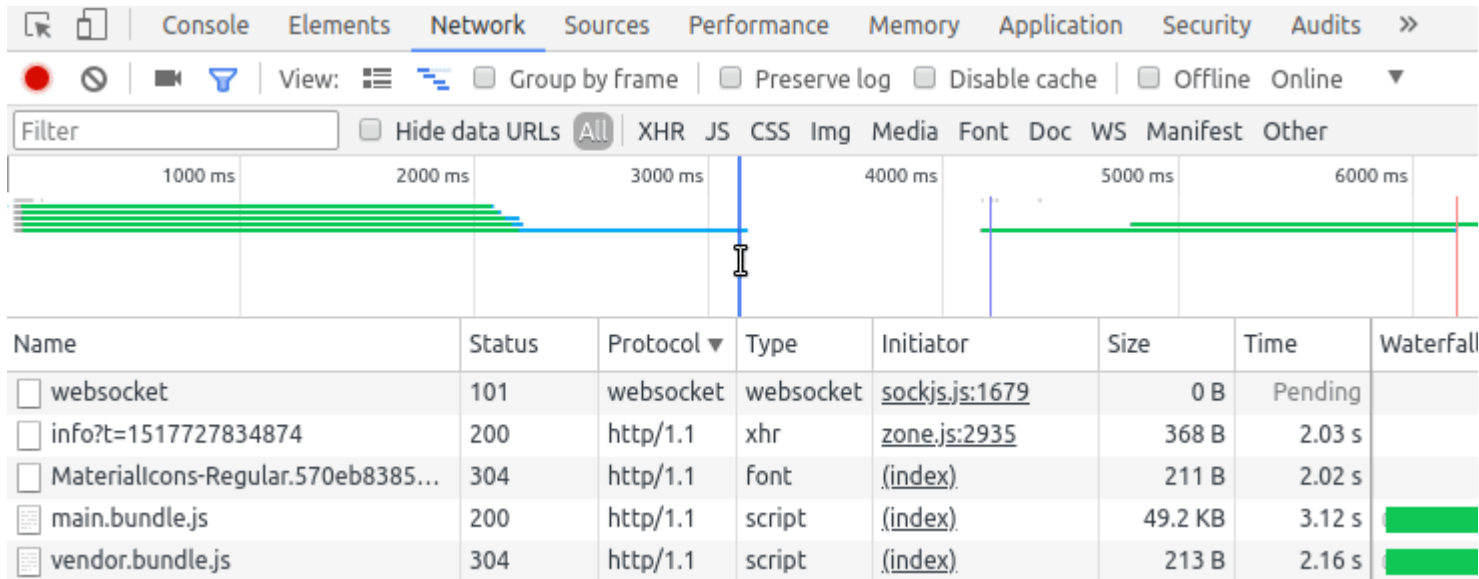 Console Elements Network Sources Performance Memory Application Security Audits »
View: Group by frame Preserve log Disable cache Offline Online ▼
Filter Hide data URLs All XHR JS CSS Img Media Font Doc WS Manifest Other
1000 ms 2000 ms 3000 ms 4000 ms 5000 ms 6000 ms
Name Status Protocol ▼ Type Initiator Size Time Waterfall
websocket 101 websocket websocket sockjs.js:1679 0 B Pending
info?t=1517727834874 200 http/1.1 xhr zone.js:2935 368 B 2.03 s
MaterialIcons-Regular.570eb8385... 304 http/1.1 font (index) 211 B 2.02 s
main.bundle.js 200 http/1.1 script (index) 49.2 KB 3.12 s
vendor.bundle.js 304 http/1.1 script (index) 213 B 2.16 s